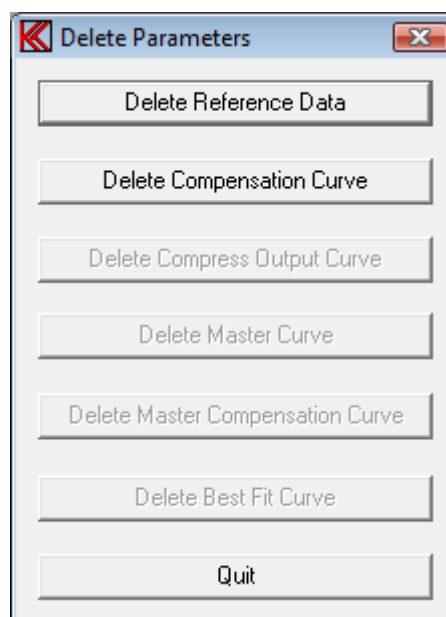 Delete Parameters
Delete Reference Data
Delete Compensation Curve
Delete Compress Output Curve
Delete Master Curve
Delete Master Compensation Curve
Delete Best Fit Curve
Quit